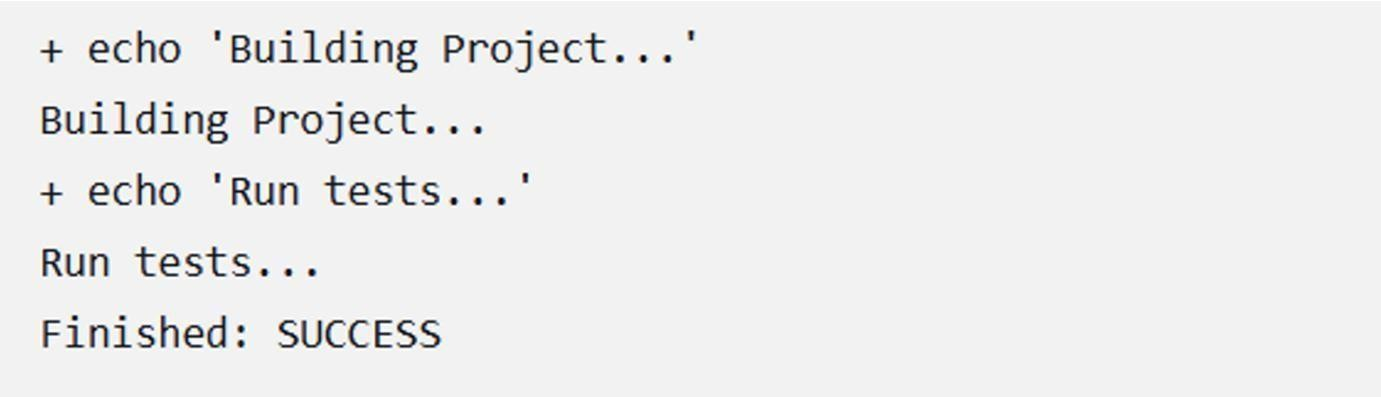 + echo 'Building Project...'
Building Project...
+ echo 'Run tests...'
Run tests...
Finished: SUCCESS